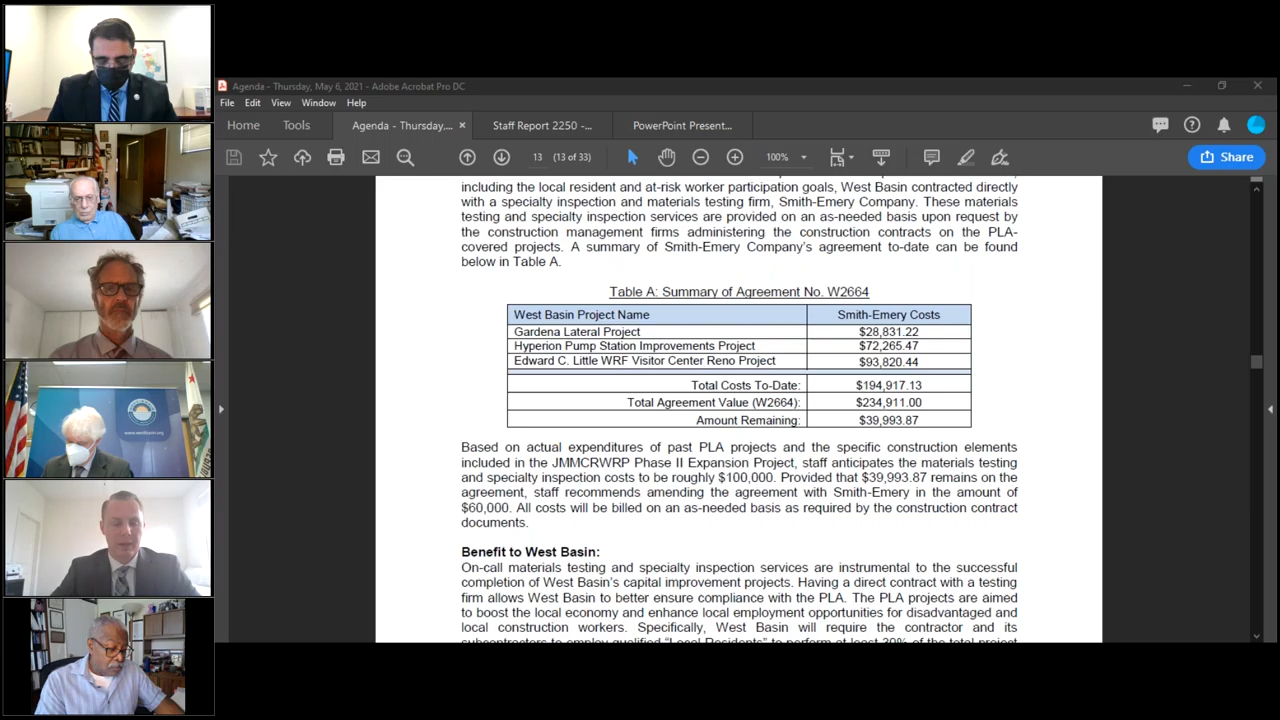 Agenda - Thursday, May 6, 2021 - Adobe Acrobat Pro DC
File Edit View Window Help
Home Tools Agenda - Thursday,... × Staff Report 2250 -... PowerPoint Present...
13 (13 of 33) 100% Share
including the local resident and at-risk worker participation goals, West Basin contracted directly
with a specialty inspection and materials testing firm, Smith-Emery Company. These materials
testing and specialty inspection services are provided on an as-needed basis upon request by
the construction management firms administering the construction contracts on the PLA-
covered projects. A summary of Smith-Emery Company's agreement to-date can be found
below in Table A.
Table A: Summary of Agreement No. W2664
West Basin Project Name Smith-Emery Costs
Gardena Lateral Project $28,831.22
Hyperion Pump Station Improvements Project $72,265.47
Edward C. Little WRF Visitor Center Reno Project $93,820.44
Total Costs To-Date: $194,917.13
Total Agreement Value (W2664): $234,911.00
Amount Remaining: $39,993.87
Based on actual expenditures of past PLA projects and the specific construction elements
included in the JMMCRWRP Phase II Expansion Project, staff anticipates the materials testing
and specialty inspection costs to be roughly $100,000. Provided that $39,993.87 remains on the
agreement, staff recommends amending the agreement with Smith-Emery in the amount of
$60,000. All costs will be billed on an as-needed basis as required by the construction contract
documents.
Benefit to West Basin:
On-call materials testing and specialty inspection services are instrumental to the successful
completion of West Basin's capital improvement projects. Having a direct contract with a testing
firm allows West Basin to better ensure compliance with the PLA. The PLA projects are aimed
to boost the local economy and enhance local employment opportunities for disadvantaged and
local construction workers. Specifically, West Basin will require the contractor and its
subcontractors to employ qualified "Local Residents" to perform at least 30% of the total project